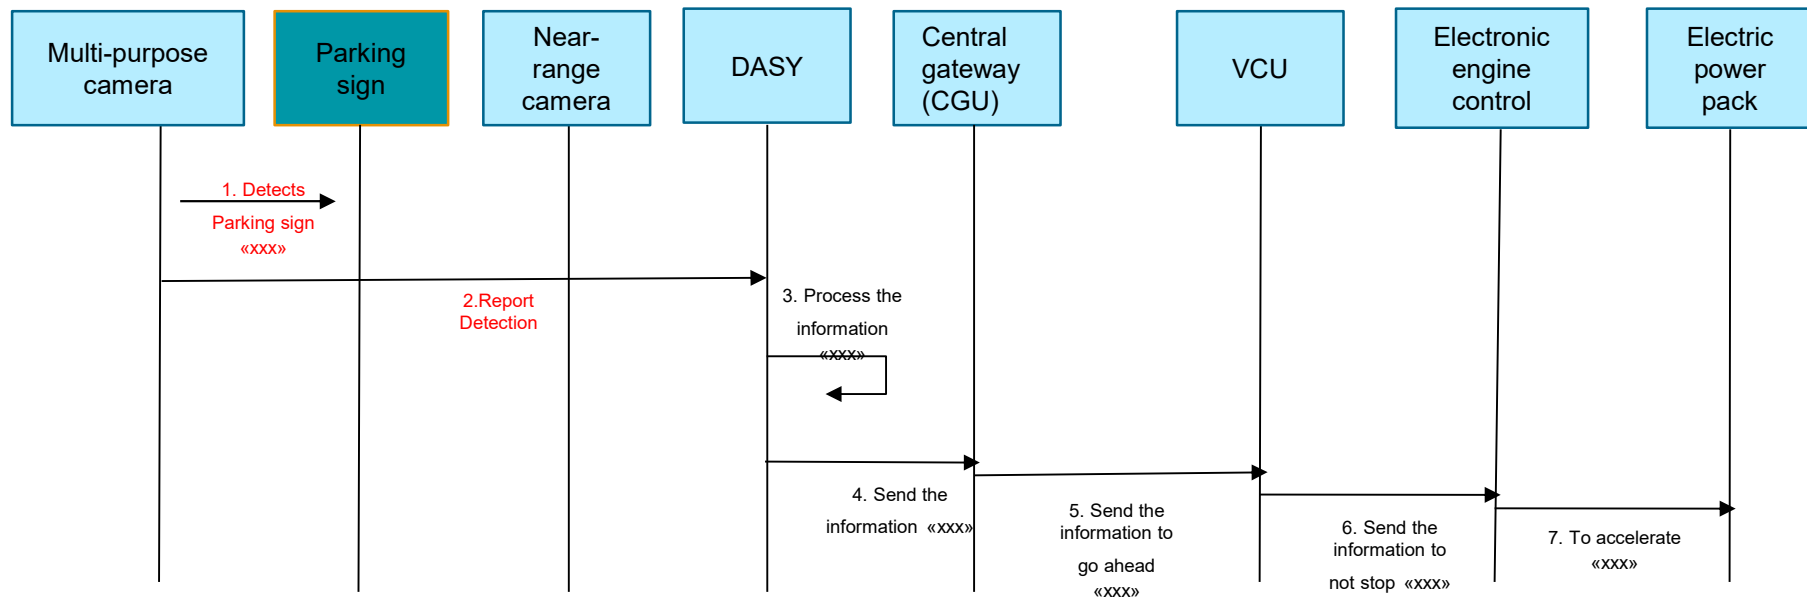 Multi-purpose
camera
Parking
sign
Near-
range
camera
DASY
Central
gateway
(CGU)
VCU
Electronic
engine
control
Electric
power
pack
1. Detects
Parking sign
«xxx»
2.Report
Detection
3. Process the
information
«xxx»
4. Send the
information «xxx»
5. Send the
information to
go ahead
«xxx»
6. Send the
information to
not stop «xxx»
7. To accelerate
«xxx»